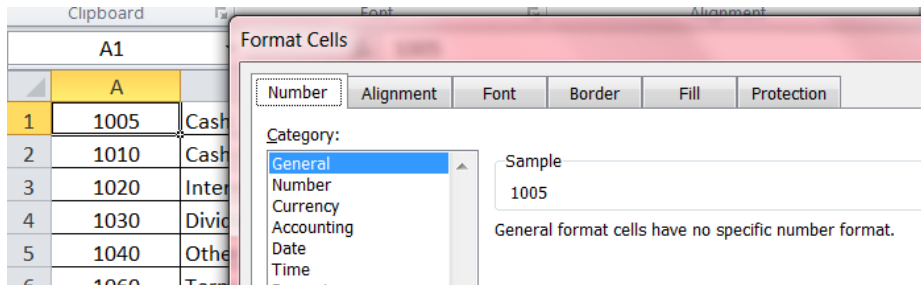 Clipboard Font Alignment
A1
Format Cells
Number Alignment Font Border Fill Protection
Category:
General
Number
Currency
Accounting
Date
Time
Sample
1005
General format cells have no specific number format.
A
1 1005 Cash
2 1010 Cash
3 1020 Inter
4 1030 Divid
5 1040 Othe